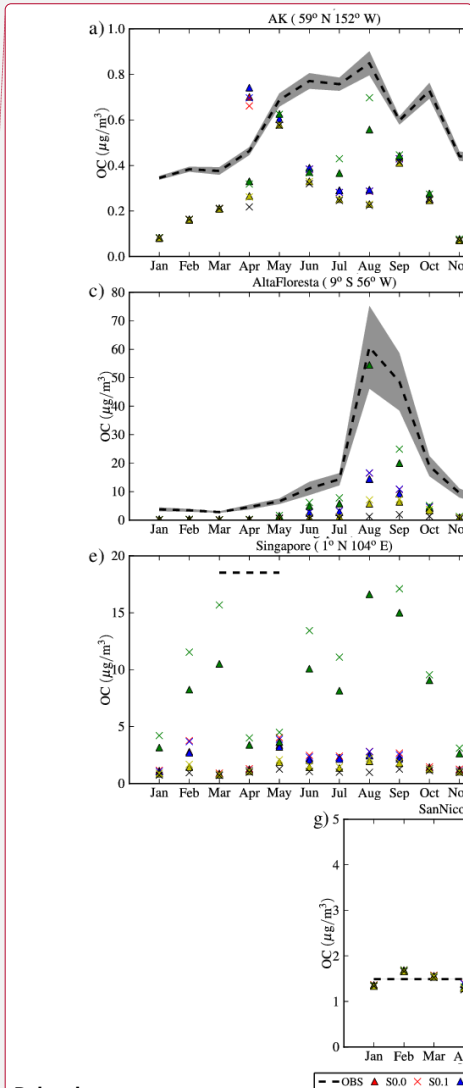 AK ( 59° N 152° W)
a) 1.0
0.8
0.6
0.4
0.2
0.0
OC (μg/m³)
Jan Feb Mar Apr May Jun Jul Aug Sep Oct No
AltaFloresta ( 9° S 56° W)
c) 80
70
60
50
40
30
20
10
0
OC (μg/m³)
Jan Feb Mar Apr May Jun Jul Aug Sep Oct No
Singapore ( 1° N 104° E)
e) 20
15
10
5
0
OC (μg/m³)
Jan Feb Mar Apr May Jun Jul Aug Sep Oct No
SanNico
g) 5
4
3
2
1
0
OC (μg/m³)
Jan Feb Mar A
OBS S0.0 S0.1